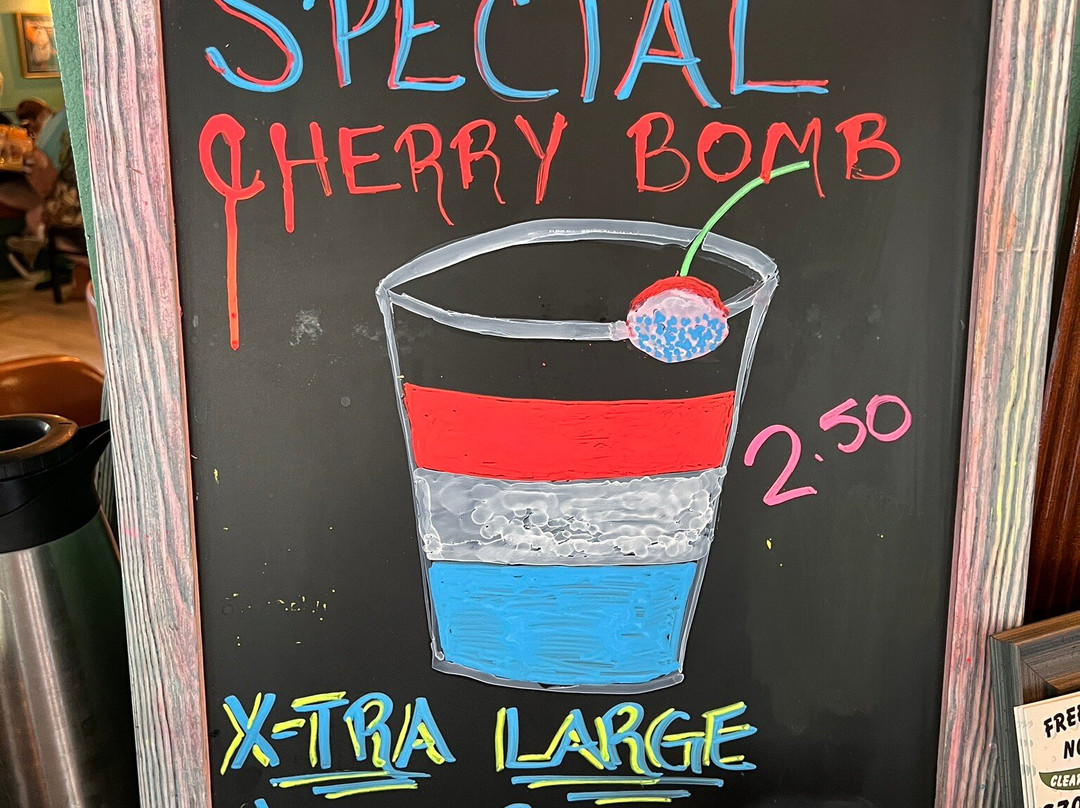 SPECIAL
CHERRY BOMB
2.50
X-TRA LARGE